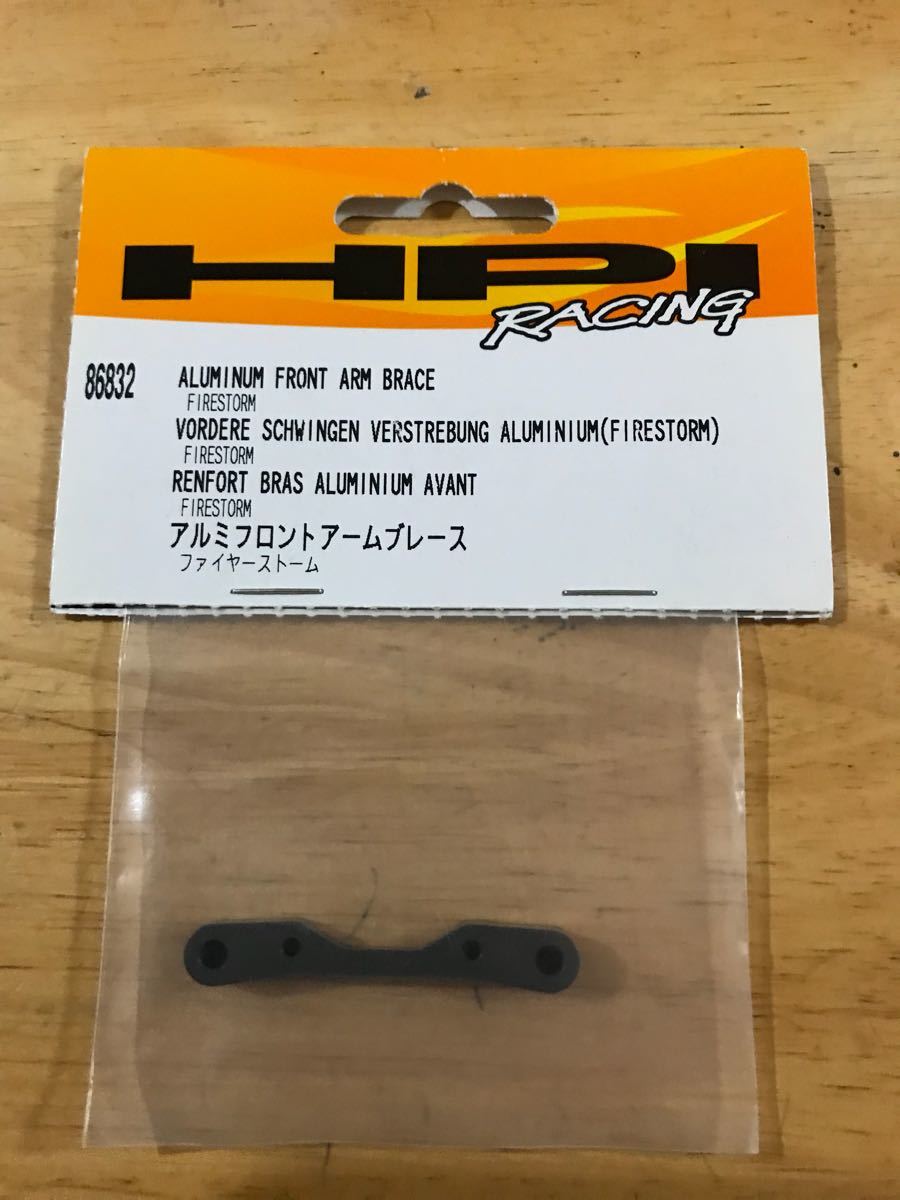 HPI
RACING
86832 ALUMINUM FRONT ARM BRACE
FIRESTORM
VORDERE SCHWINGEN VERSTREBUNG ALUMINIUM(FIRESTORM)
FIRESTORM
RENFORT BRAS ALUMINIUM AVANT
FIRESTORM
アルミフロントアームブレース
ファイヤーストーム